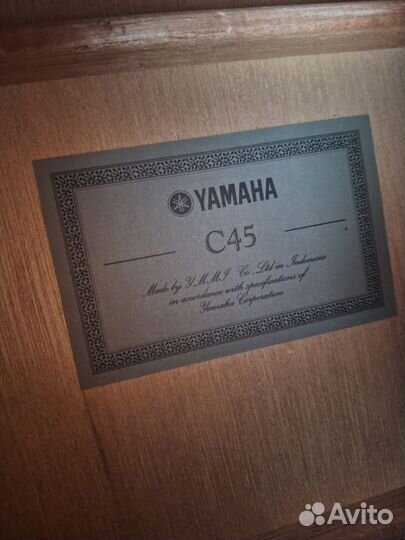 YAMAHA
C45
Made by Y.M.M.I. Co., Ltd in Indonesia
in accordance with specifications of
Yamaha Corporation
Avito